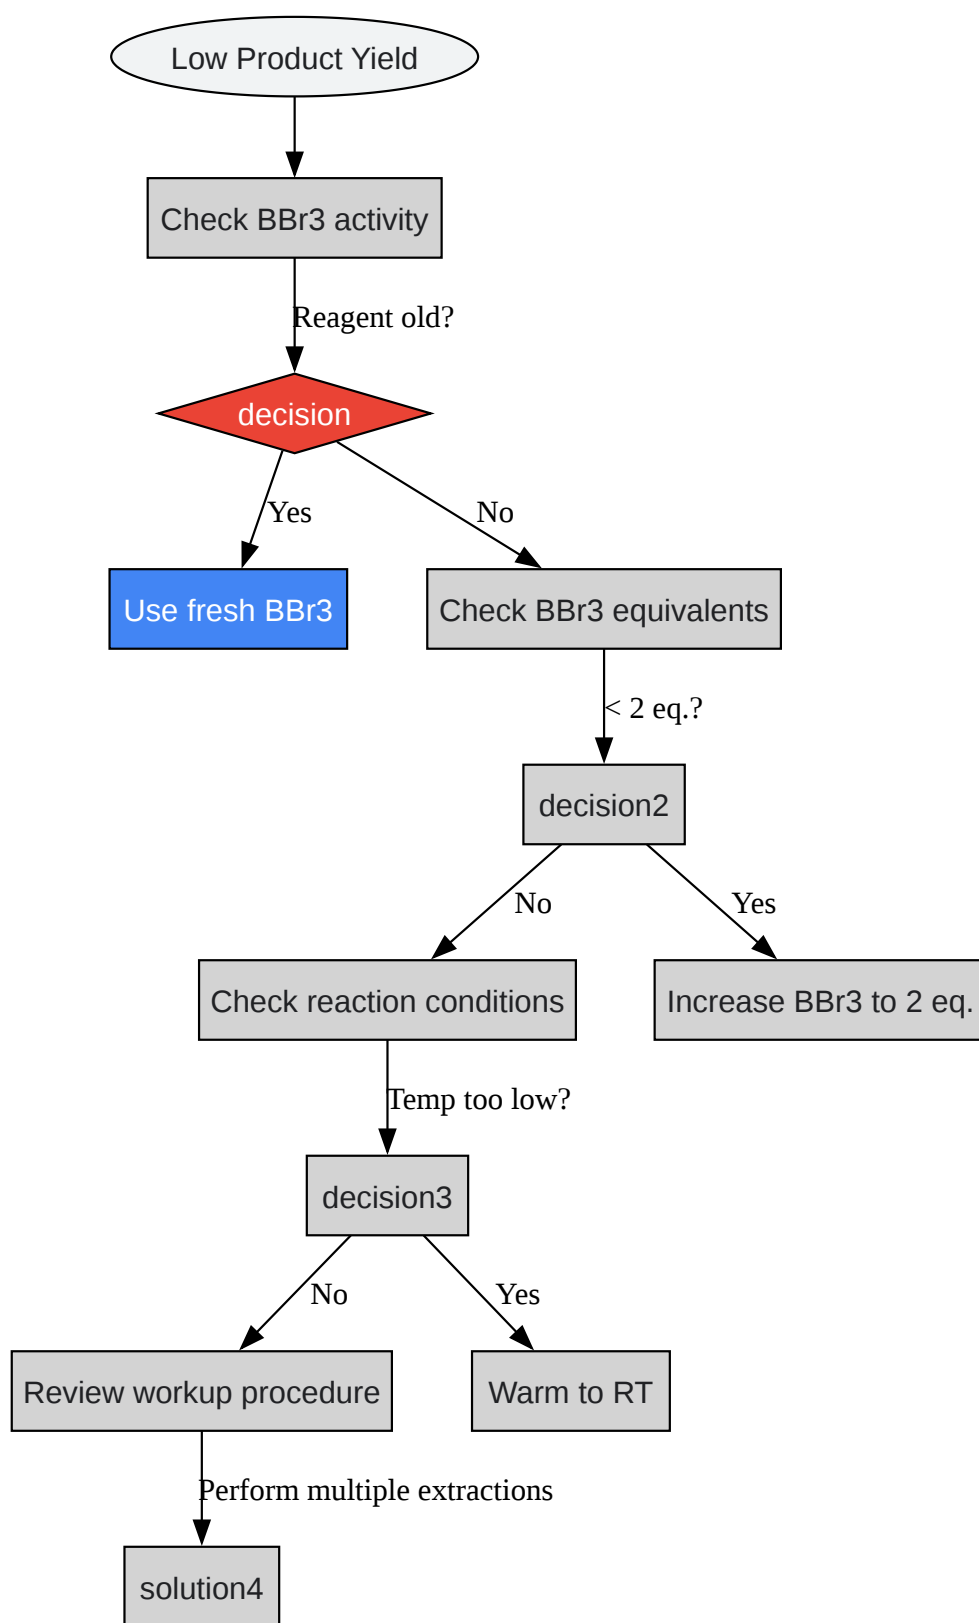 Low Product Yield
Check BBr3 activity
Reagent old?
decision
Yes
No
Use fresh BBr3
Check BBr3 equivalents
< 2 eq.?
decision2
No
Yes
Check reaction conditions
Increase BBr3 to 2 eq.
Temp too low?
decision3
No
Yes
Review workup procedure
Warm to RT
Perform multiple extractions
solution4